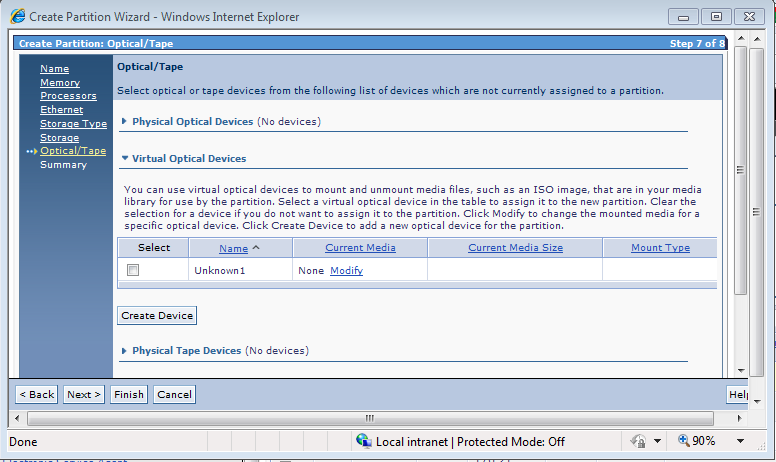 Create Partition Wizard - Windows Internet Explorer
Create Partition: Optical/Tape Step 7 of 8
Name
Memory
Processors
Ethernet
Storage Type
Storage
Optical/Tape
Summary
Optical/Tape
Select optical or tape devices from the following list of devices which are not currently assigned to a partition.
Physical Optical Devices (No devices)
Virtual Optical Devices
You can use virtual optical devices to mount and unmount media files, such as an ISO image, that are in your media
library for use by the partition. Select a virtual optical device in the table to assign it to the new partition. Clear the
selection for a device if you do not want to assign it to the partition. Click Modify to change the mounted media for a
specific optical device. Click Create Device to add a new optical device for the partition.
Select Name Current Media Current Media Size Mount Type
Unknown1 None Modify
Create Device
Physical Tape Devices (No devices)
< Back Next > Finish Cancel Help
Done Local intranet | Protected Mode: Off 90%